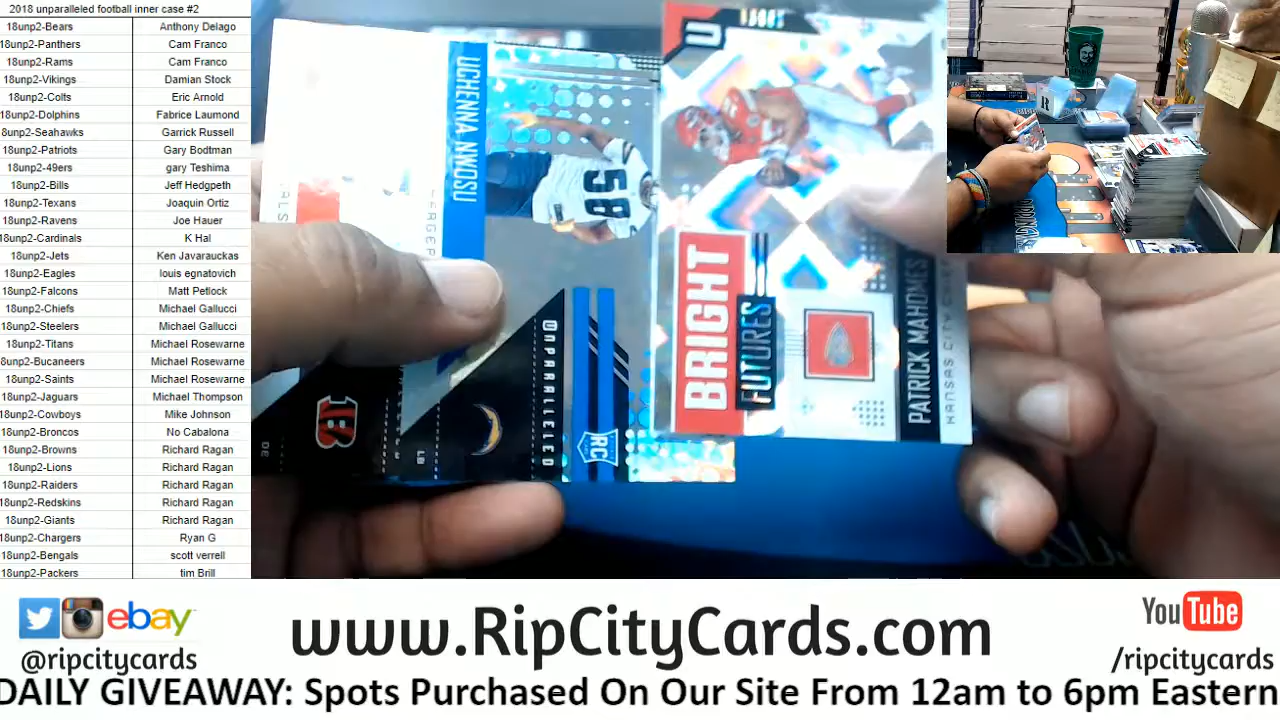 2018 unparalleled football inner case #2
18unp2-Bears Anthony Delago
18unp2-Panthers Cam Franco
18unp2-Rams Cam Franco
18unp2-Vikings Damian Stock
18unp2-Colts Eric Arnold
18unp2-Dolphins Fabrice Laumond
8unp2-Seahawks Garrick Russell
18unp2-Patriots Gary Bodtman
18unp2-49ers gary Teshima
18unp2-Bills Jeff Hedgpeth
18unp2-Texans Joaquin Ortiz
18unp2-Ravens Joe Hauer
18unp2-Cardinals K Hal
18unp2-Jets Ken Javarauckas
18unp2-Eagles louis egnatovich
18unp2-Falcons Matt Petlock
18unp2-Chiefs Michael Gallucci
18unp2-Steelers Michael Gallucci
18unp2-Titans Michael Rosewarne
8unp2-Bucaneers Michael Rosewarne
18unp2-Saints Michael Rosewarne
18unp2-Jaguars Michael Thompson
18unp2-Cowboys Mike Johnson
18unp2-Broncos No Cabalona
18unp2-Browns Richard Ragan
18unp2-Lions Richard Ragan
18unp2-Raiders Richard Ragan
18unp2-Redskins Richard Ragan
18unp2-Giants Richard Ragan
18unp2-Chargers Ryan G
18unp2-Bengals scott verrell
18unp2-Packers tim Brill
UCHENNA NWOSU
58
LB
UNPARALLELED
RC
U
BRIGHT
FUTURES
PATRICK MAHOMES
KANSAS CITY
DE
B
R
ebay
@ripcitycards
www.RipCityCards.com
YouTube
/ripcitycards
DAILY GIVEAWAY: Spots Purchased On Our Site From 12am to 6pm Eastern